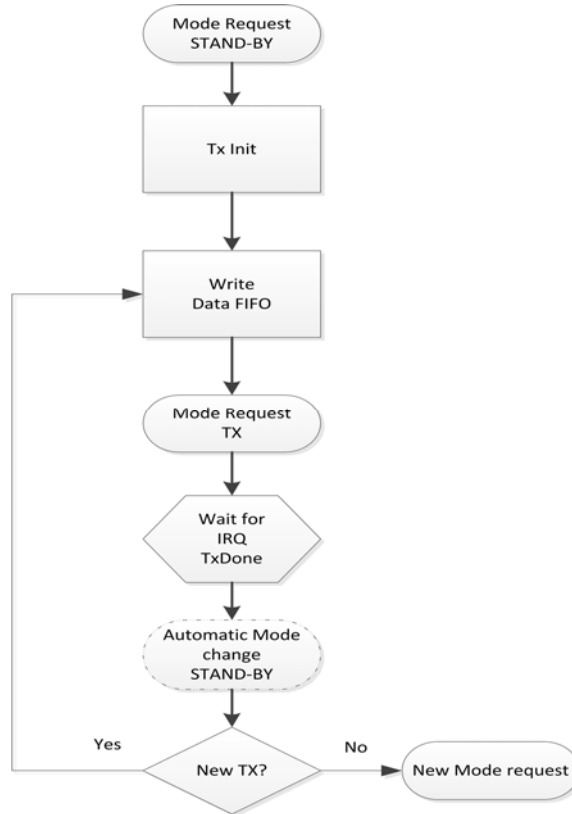 Mode Request
STAND-BY
Tx Init
Write
Data FIFO
Mode Request
TX
Wait for
IRQ
TxDone
Automatic Mode
change
STAND-BY
Yes
New TX?
No
New Mode request